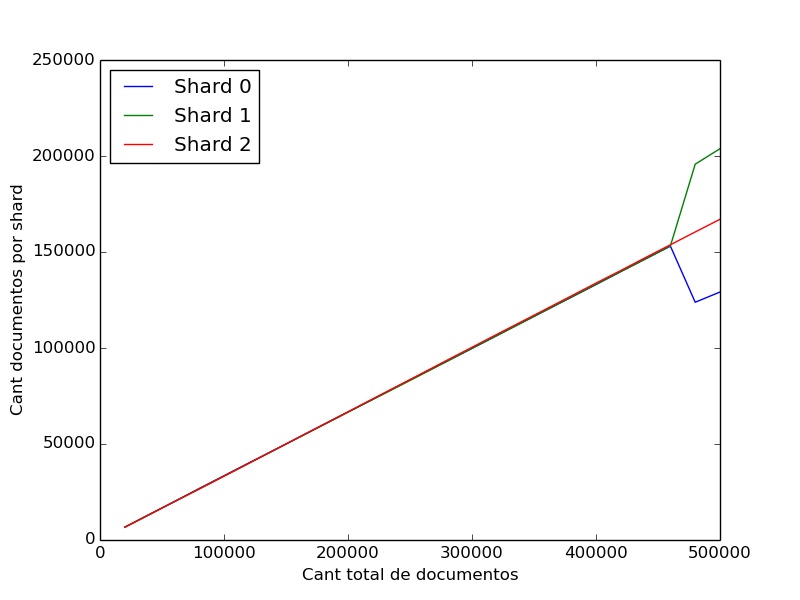 250000
200000
150000
100000
50000
0
Cant documentos por shard
Shard 0
Shard 1
Shard 2
0 100000 200000 300000 400000 500000
Cant total de documentos